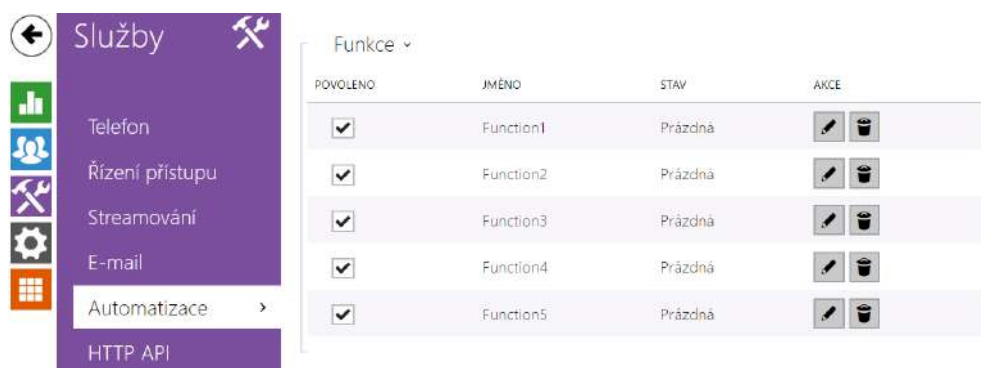 Služby
Telefon
Řízení přístupu
Streamování
E-mail
Automatizace
HTTP API
Funkce
POVOLENO JMÉNO STAV AKCE
Function1 Prázdná
Function2 Prázdná
Function3 Prázdná
Function4 Prázdná
Function5 Prázdná